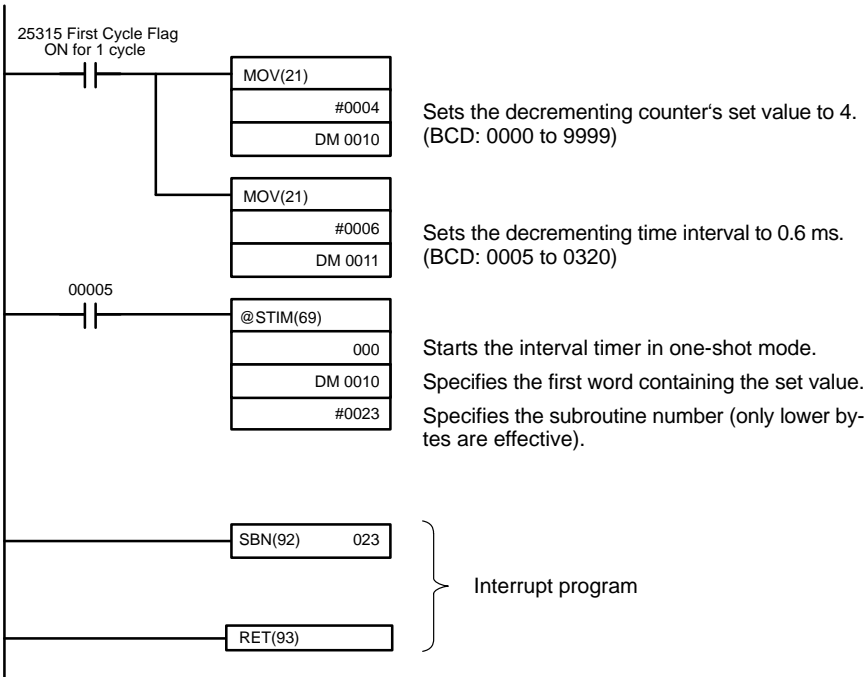 25315 First Cycle Flag
ON for 1 cycle
MOV(21)
#0004
DM 0010
Sets the decrementing counter‘s set value to 4.
(BCD: 0000 to 9999)
MOV(21)
#0006
DM 0011
Sets the decrementing time interval to 0.6 ms.
(BCD: 0005 to 0320)
00005
@STIM(69)
000
Starts the interval timer in one-shot mode.
DM 0010
Specifies the first word containing the set value.
#0023
Specifies the subroutine number (only lower by-
tes are effective).
SBN(92) 023
Interrupt program
RET(93)